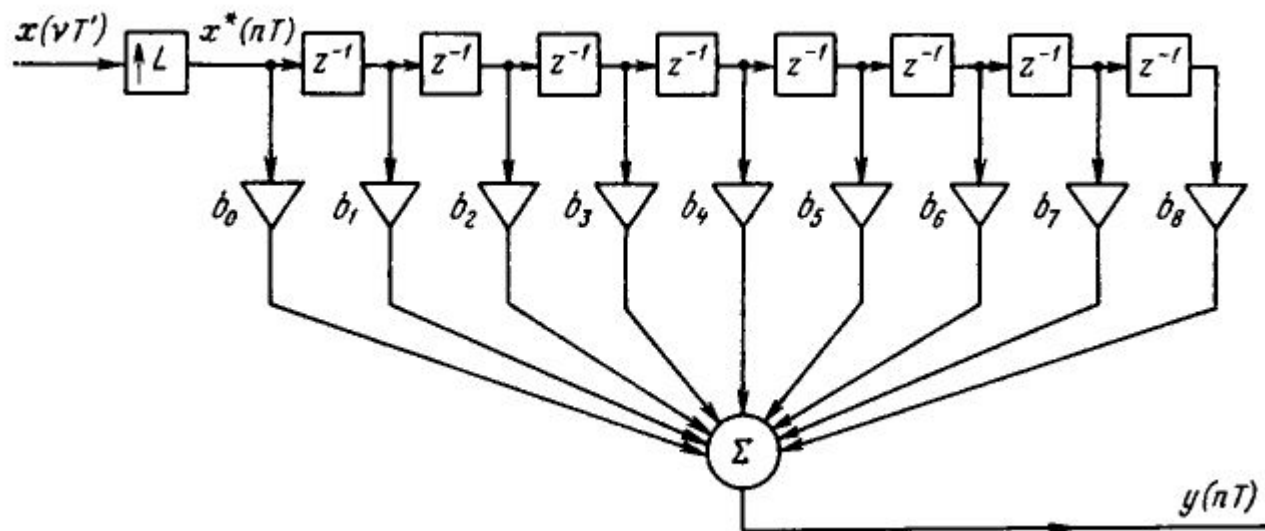 x(νT') x*(nT)
↑ L z⁻¹ z⁻¹ z⁻¹ z⁻¹ z⁻¹ z⁻¹ z⁻¹ z⁻¹
b₀ b₁ b₂ b₃ b₄ b₅ b₆ b₇ b₈
Σ
y(nT)